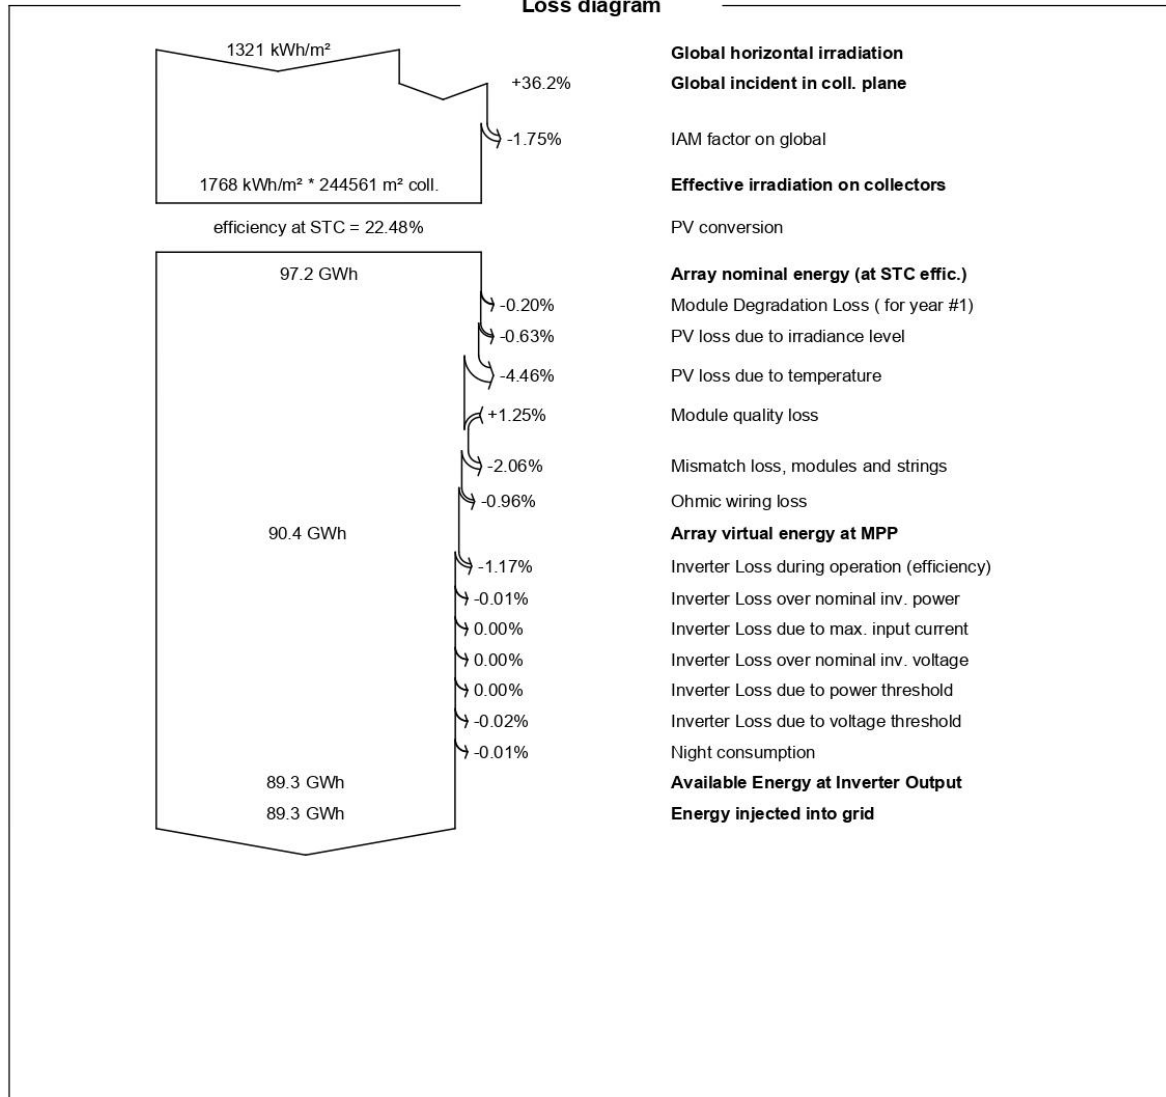 Loss diagram
1321 kWh/m² Global horizontal irradiation
+36.2% Global incident in coll. plane
-1.75% IAM factor on global
1768 kWh/m² * 244561 m² coll. Effective irradiation on collectors
efficiency at STC = 22.48% PV conversion
97.2 GWh Array nominal energy (at STC effic.)
-0.20% Module Degradation Loss ( for year #1)
-0.63% PV loss due to irradiance level
-4.46% PV loss due to temperature
+1.25% Module quality loss
-2.06% Mismatch loss, modules and strings
-0.96% Ohmic wiring loss
90.4 GWh Array virtual energy at MPP
-1.17% Inverter Loss during operation (efficiency)
-0.01% Inverter Loss over nominal inv. power
0.00% Inverter Loss due to max. input current
0.00% Inverter Loss over nominal inv. voltage
0.00% Inverter Loss due to power threshold
-0.02% Inverter Loss due to voltage threshold
-0.01% Night consumption
89.3 GWh Available Energy at Inverter Output
89.3 GWh Energy injected into grid